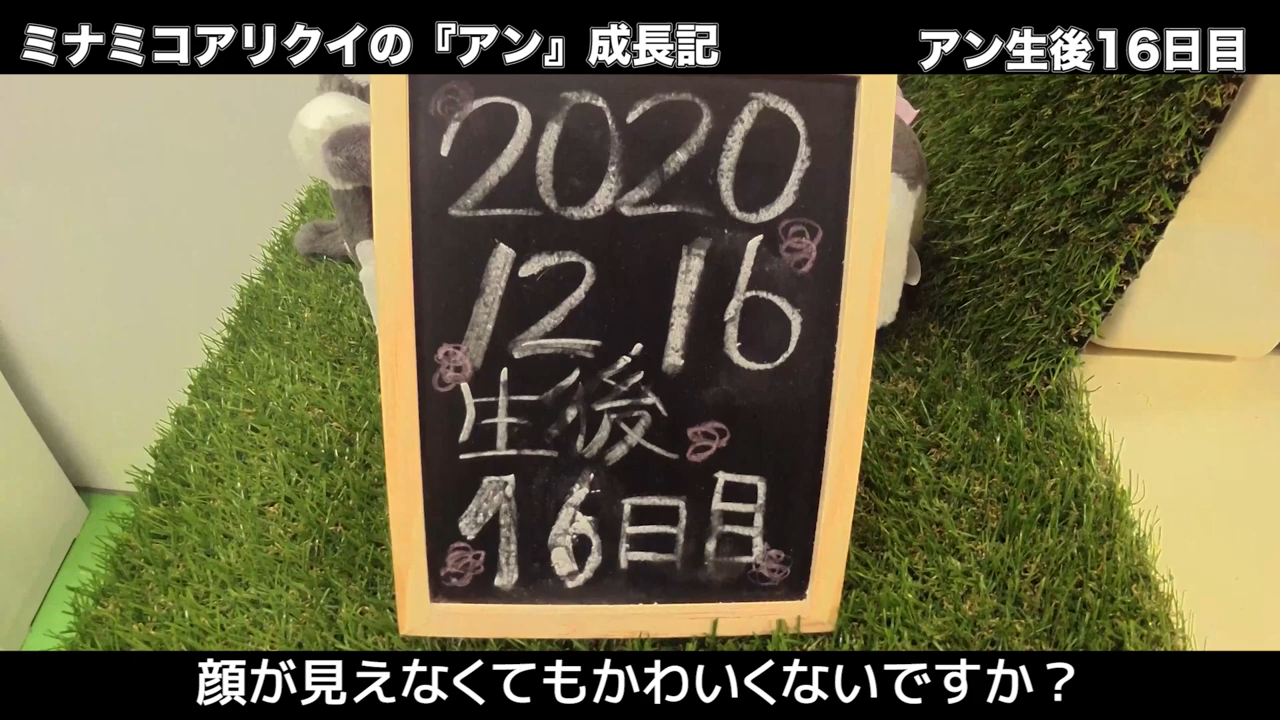 ミナミコアリクイの『アン』成長記
アン生後16日目
2020
12 16
生後
16日目
顔が見えなくてもかわいくないですか？